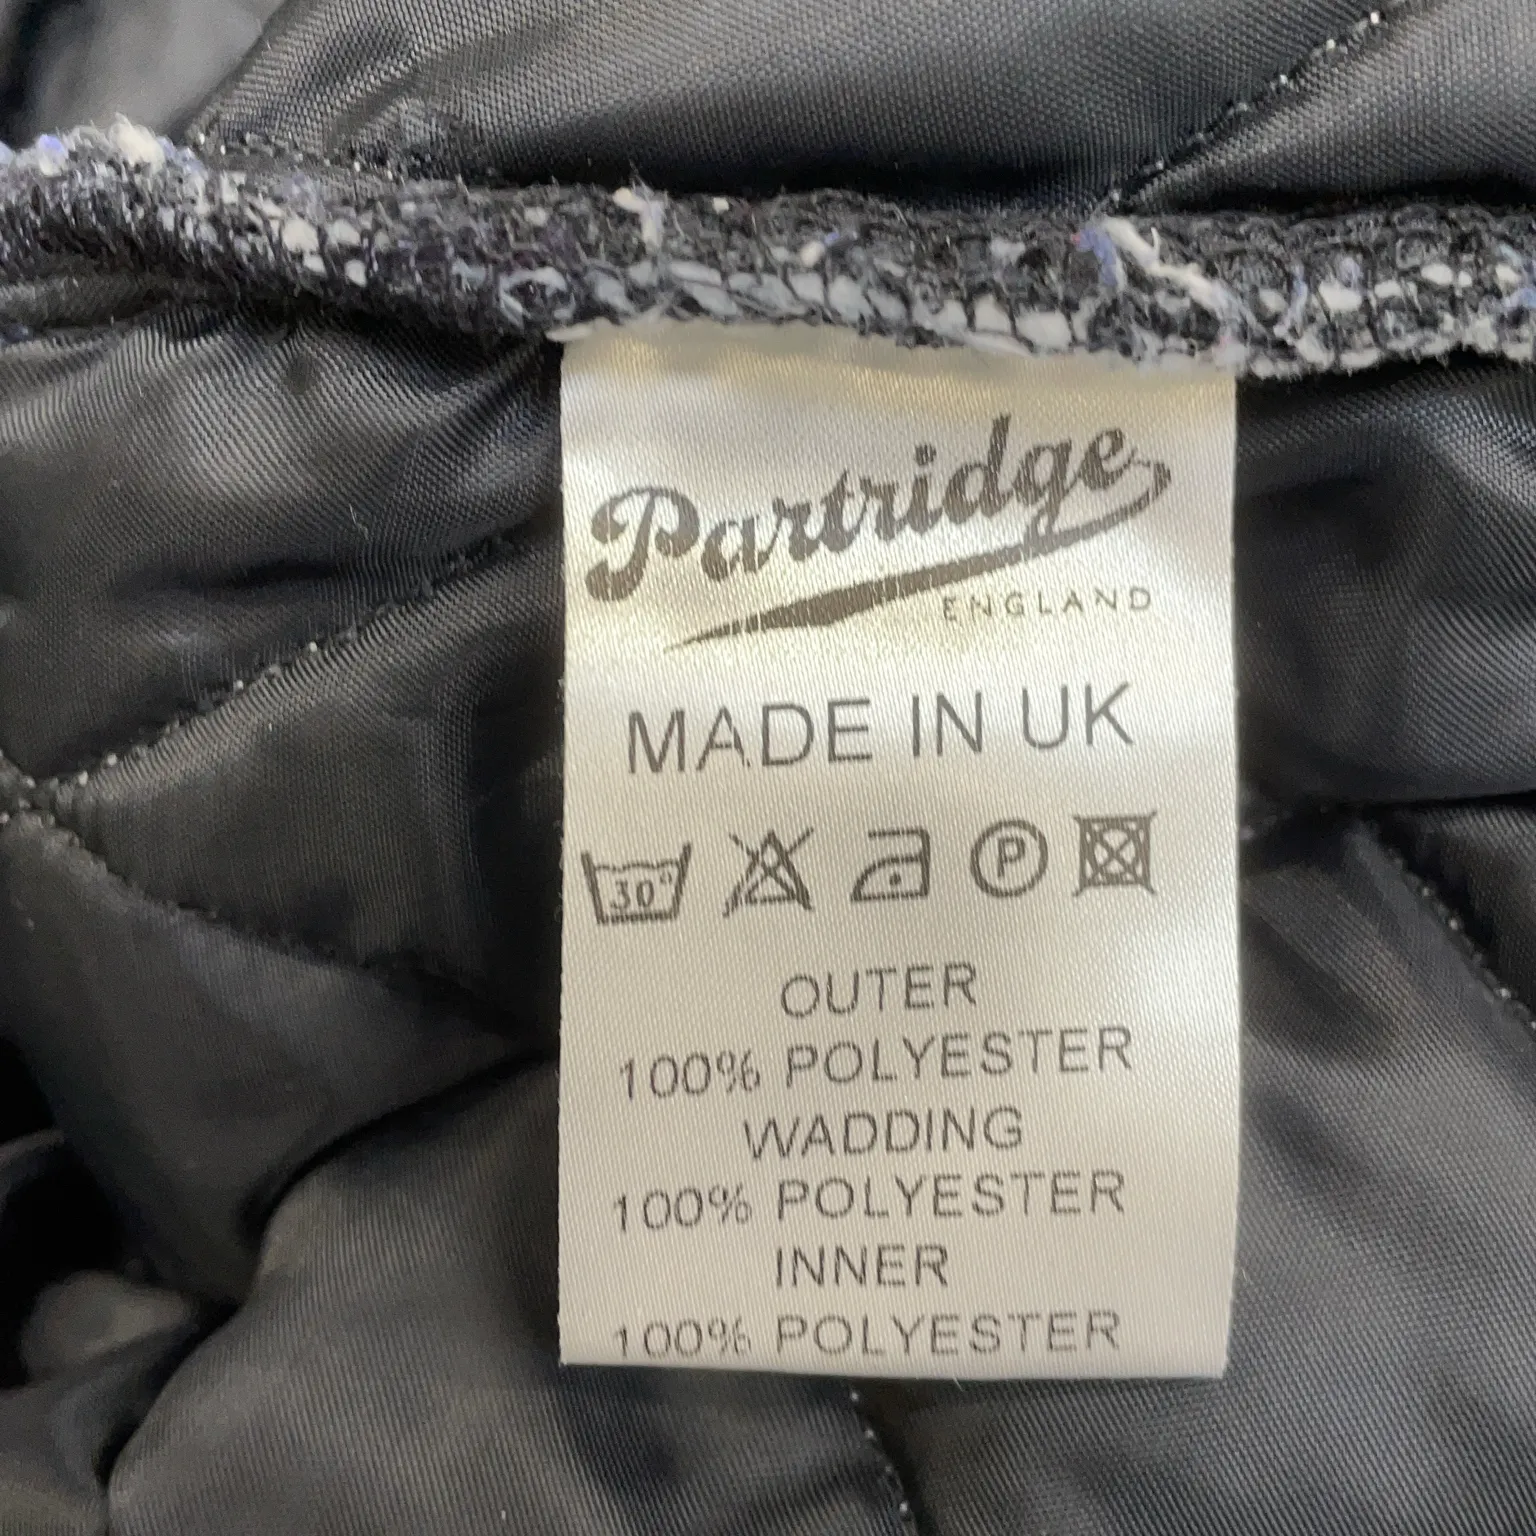 Partridge
ENGLAND
MADE IN UK
30° P
OUTER
100% POLYESTER
WADDING
100% POLYESTER
INNER
100% POLYESTER